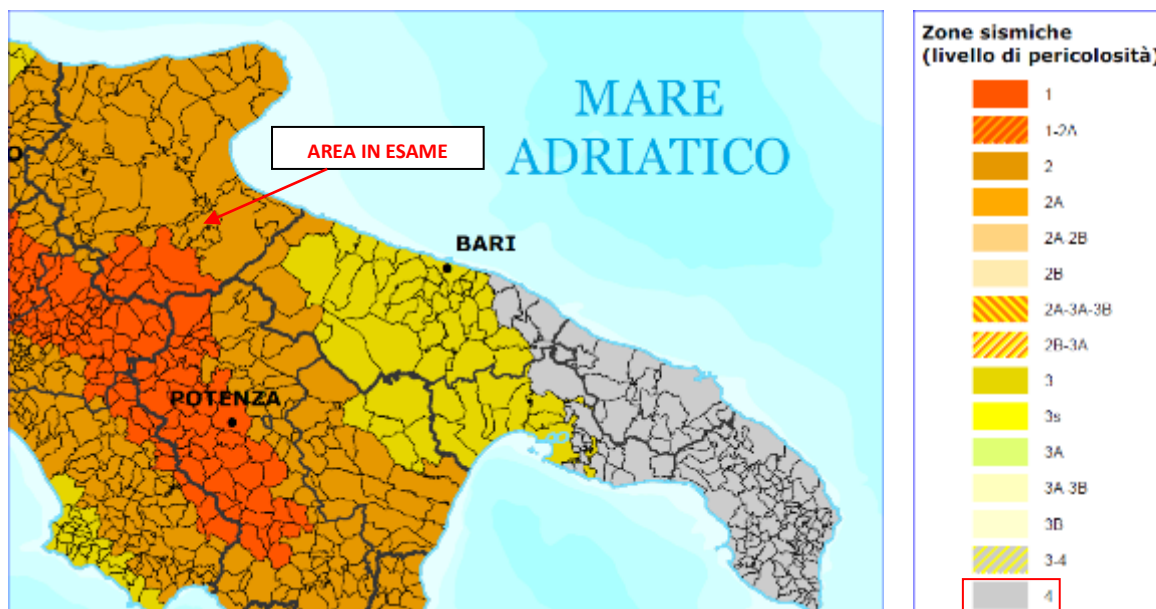 MARE
ADRIATICO
AREA IN ESAME
O
BARI
POTENZA
Zone sismiche
(livello di pericolosità)
1
1-2A
2
2A
2A-2B
2B
2A-3A-3B
2B-3A
3
3s
3A
3A-3B
3B
3-4
4